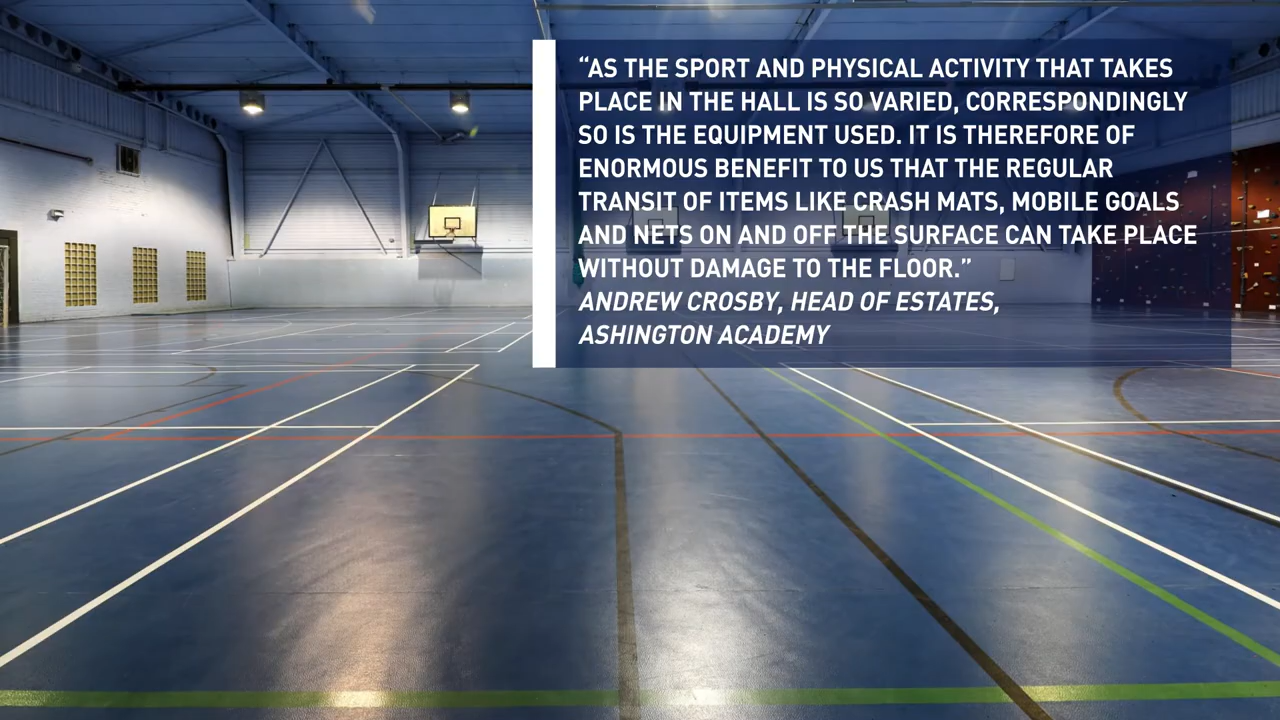 “AS THE SPORT AND PHYSICAL ACTIVITY THAT TAKES
PLACE IN THE HALL IS SO VARIED, CORRESPONDINGLY
SO IS THE EQUIPMENT USED. IT IS THEREFORE OF
ENORMOUS BENEFIT TO US THAT THE REGULAR
TRANSIT OF ITEMS LIKE CRASH MATS, MOBILE GOALS
AND NETS ON AND OFF THE SURFACE CAN TAKE PLACE
WITHOUT DAMAGE TO THE FLOOR.”
ANDREW CROSBY, HEAD OF ESTATES,
ASHINGTON ACADEMY